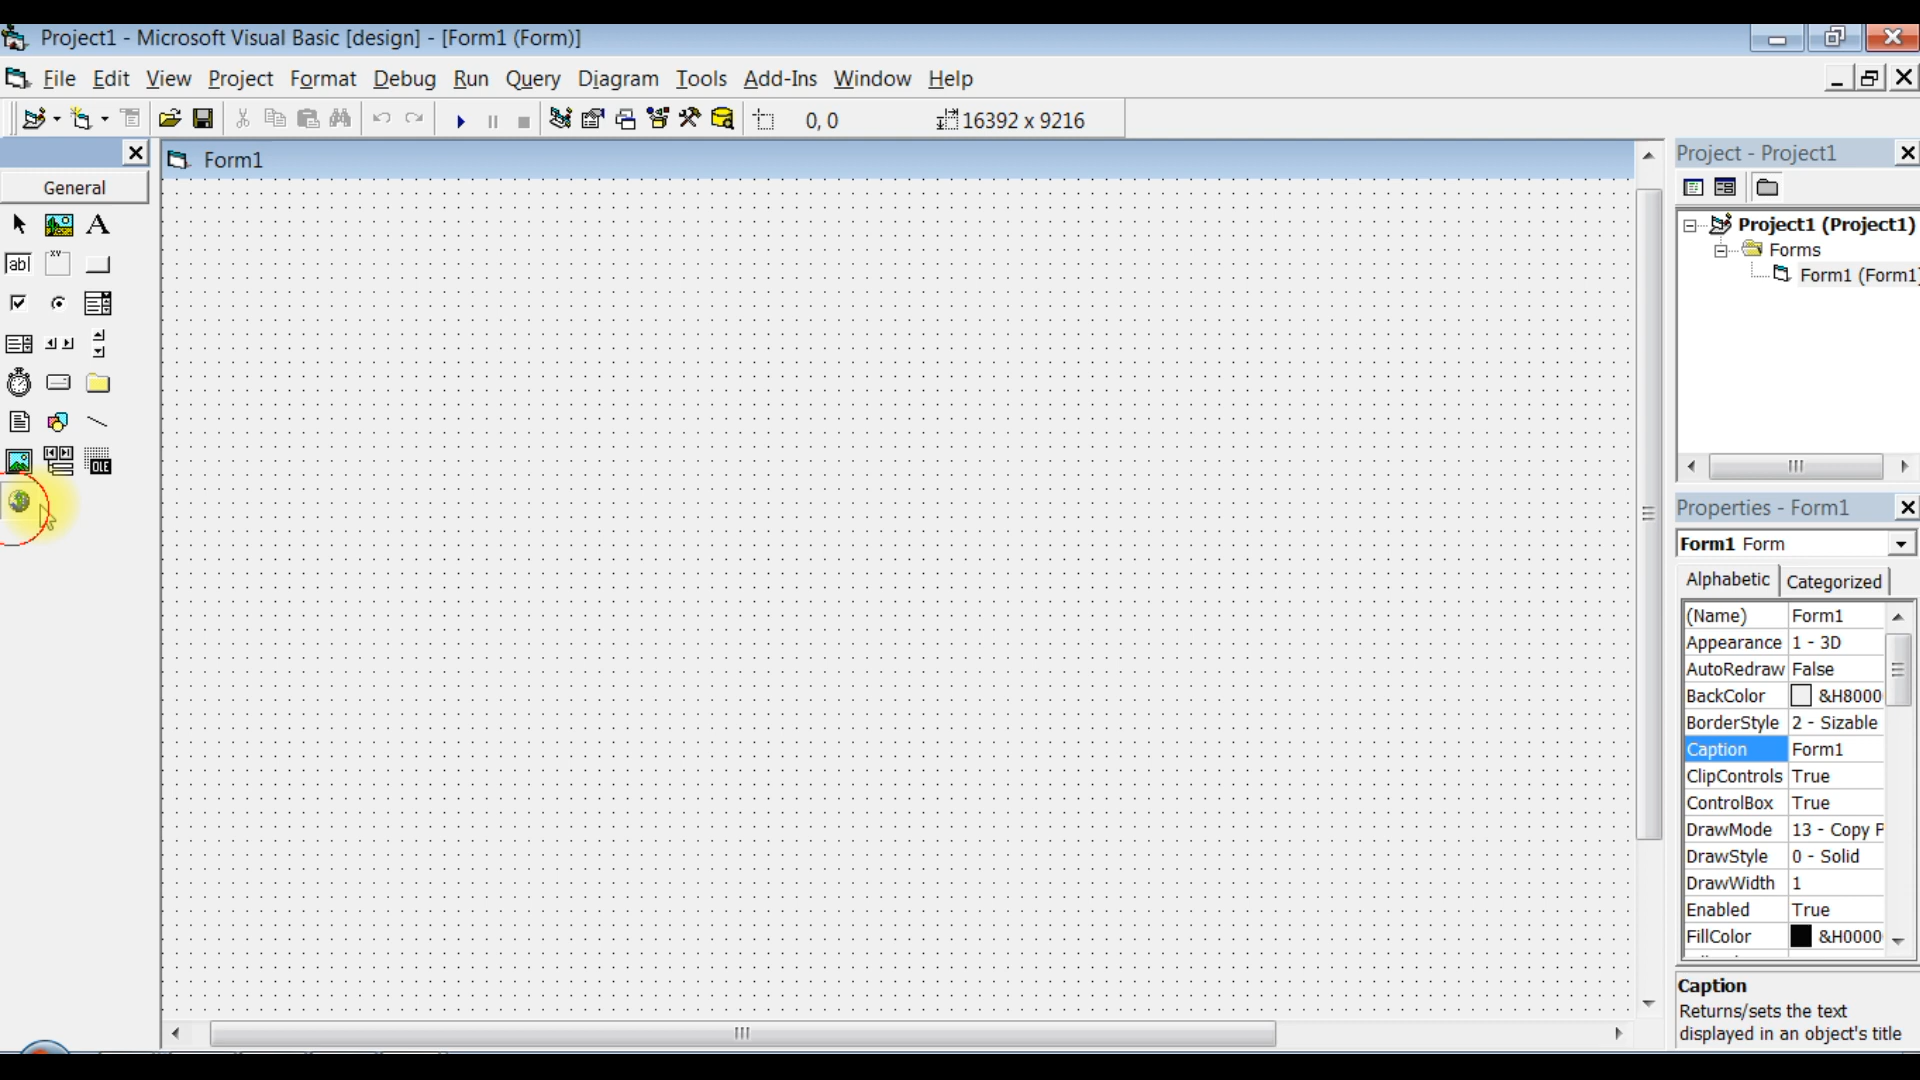 Project1 - Microsoft Visual Basic [design] - [Form1 (Form)]
File Edit View Project Format Debug Run Query Diagram Tools Add-Ins Window Help
0, 0 16392 x 9216
General
A
ab|
XY
OLE
Form1
Project - Project1
Project1 (Project1)
Forms
Form1 (Form1)
Properties - Form1
Form1 Form
Alphabetic Categorized
(Name) Form1
Appearance 1 - 3D
AutoRedraw False
BackColor &H8000
BorderStyle 2 - Sizable
Caption Form1
ClipControls True
ControlBox True
DrawMode 13 - Copy P
DrawStyle 0 - Solid
DrawWidth 1
Enabled True
FillColor &H0000
Caption
Returns/sets the text
displayed in an object's title